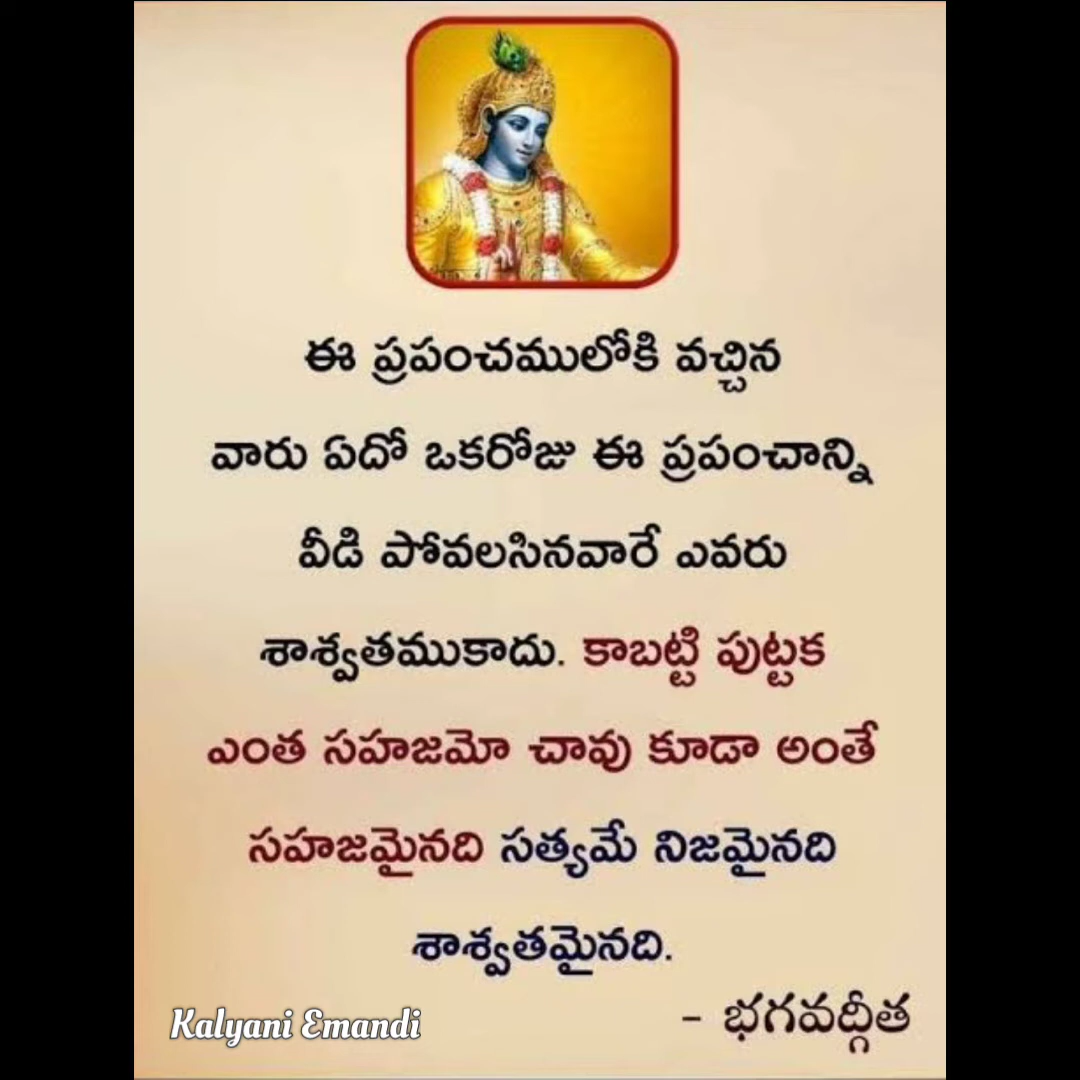 ఈ ప్రపంచములోకి వచ్చిన
వారు ఏదో ఒకరోజు ఈ ప్రపంచాన్ని
వీడి పోవలసినవారే ఎవరు
శాశ్వతముకాదు. కాబట్టి పుట్టక
ఎంత సహజమో చావు కూడా అంతే
సహజమైనది సత్యమే నిజమైనది
శాశ్వతమైనది.
- భగవద్గీత
Kalyani Emandi